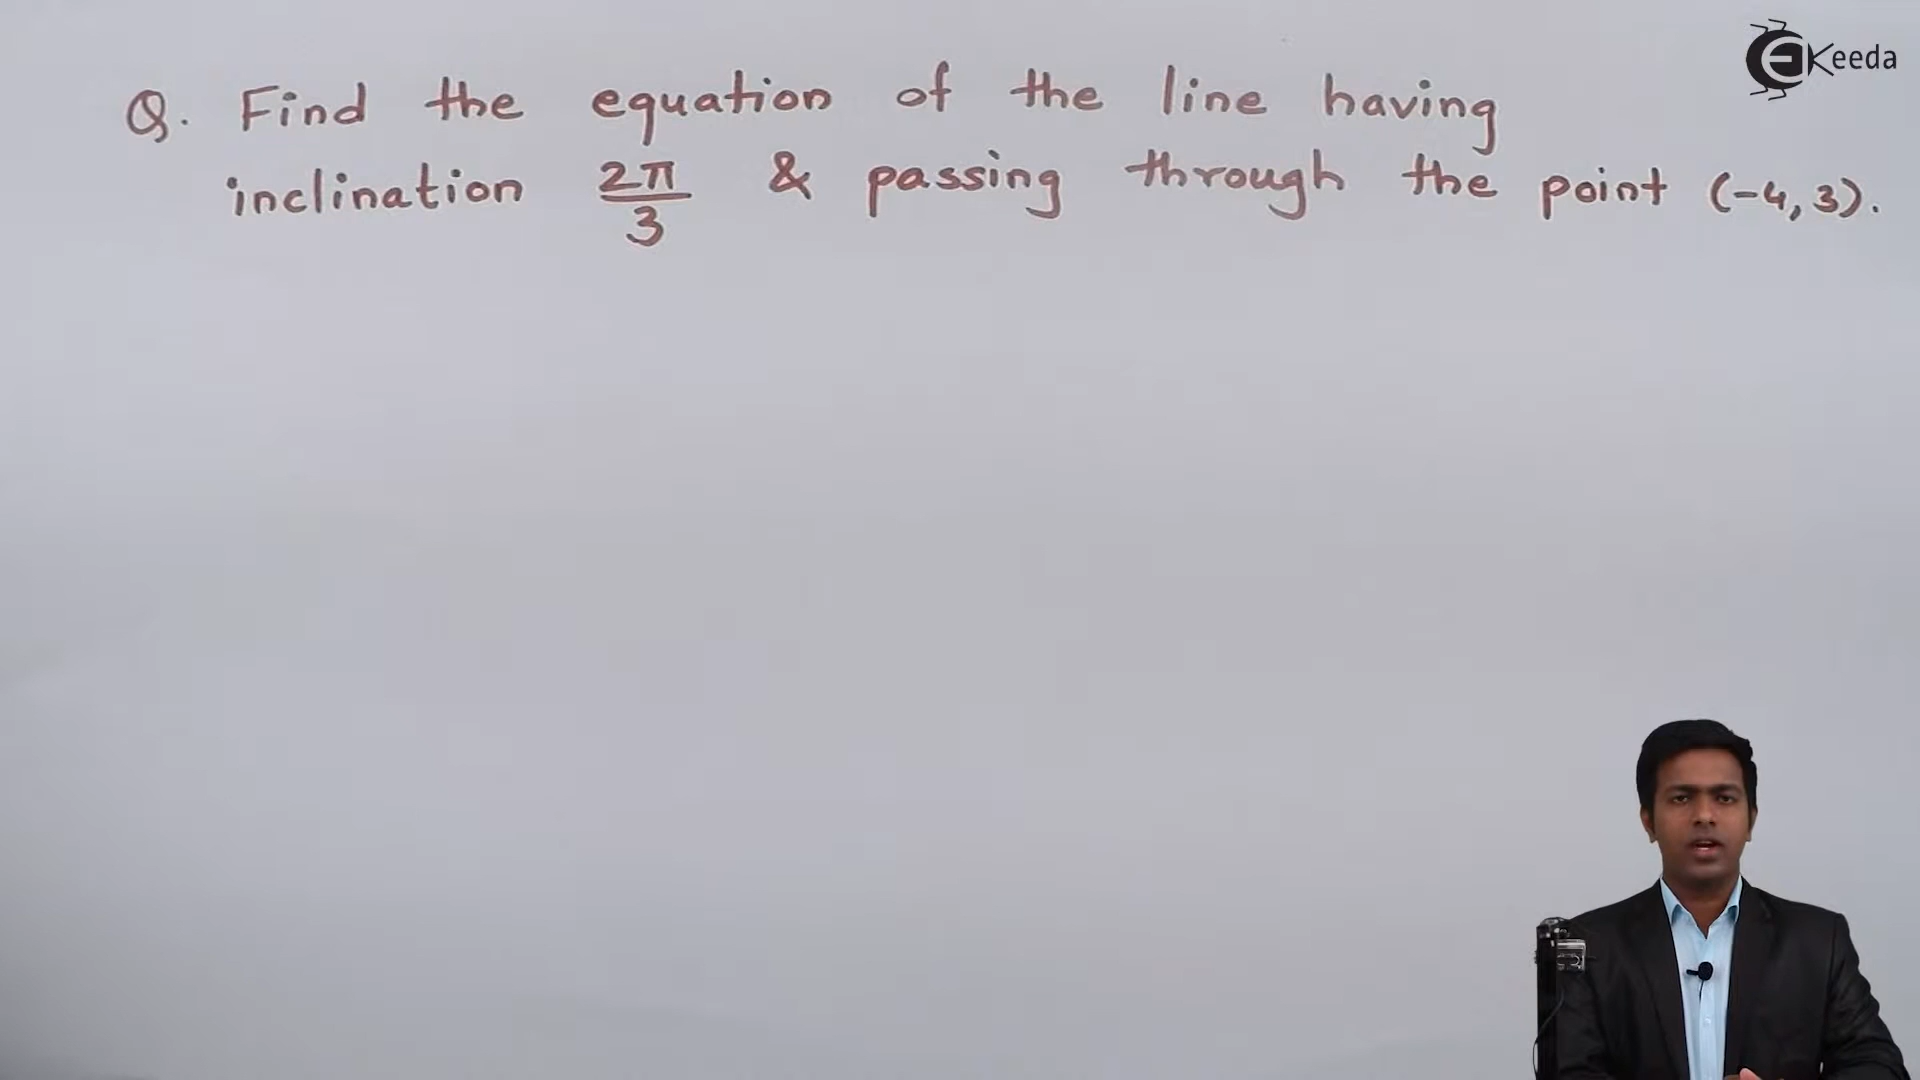 EKeeda
Q. Find the equation of the line having
inclination 2π/3 & passing through the point (-4, 3).